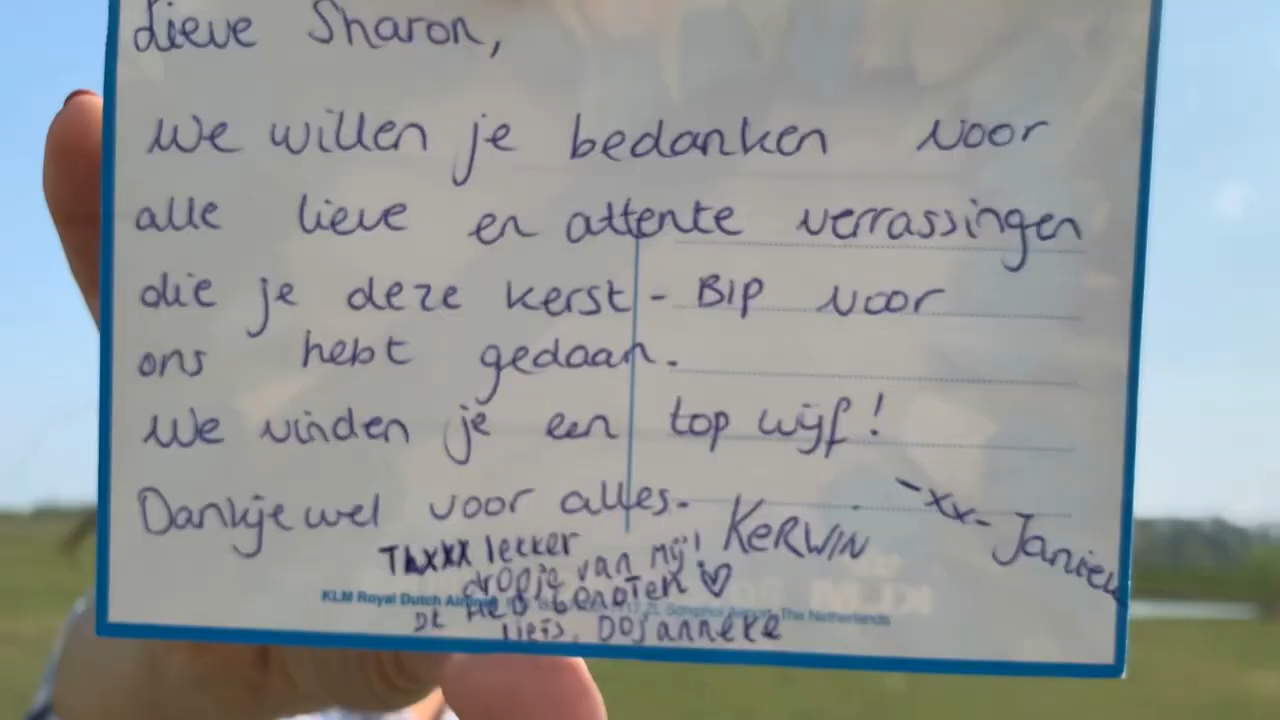 Lieve Sharon,
We willen je bedanken voor
alle lieve en attente verrassingen
die je deze kerst - BIP voor
ons hebt gedaan.
We vinden je een top wijf!
Dankjewel voor alles.
-xx- Janieke
KERWIN
Thxxx lekker
dropje van mij!
Ik HEB GENOTEN ♡
liefs, Dosanneke
KLM Royal Dutch Airlines
Schiphol Airport, The Netherlands
KLM